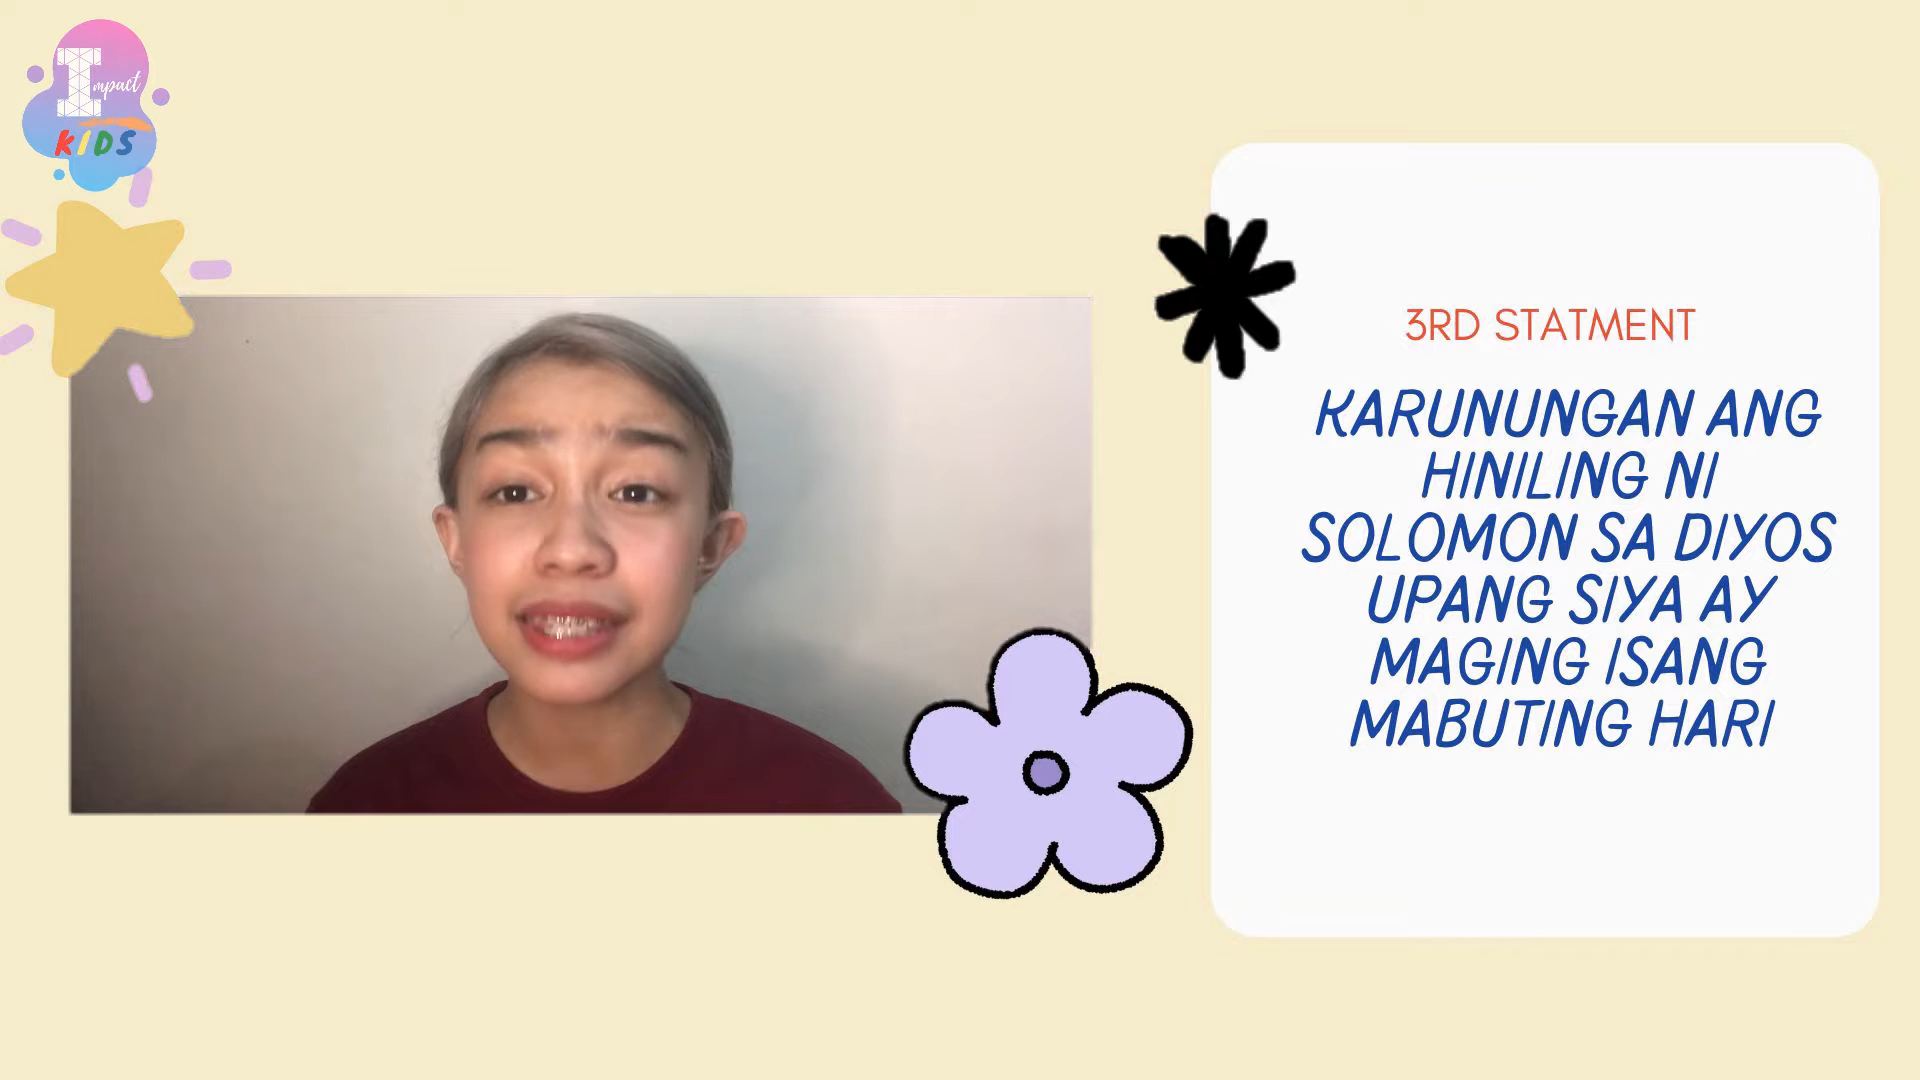 Impact
KIDS
3RD STATMENT
KARUNUNGAN ANG
HINILING NI
SOLOMON SA DIYOS
UPANG SIYA AY
MAGING ISANG
MABUTING HARI